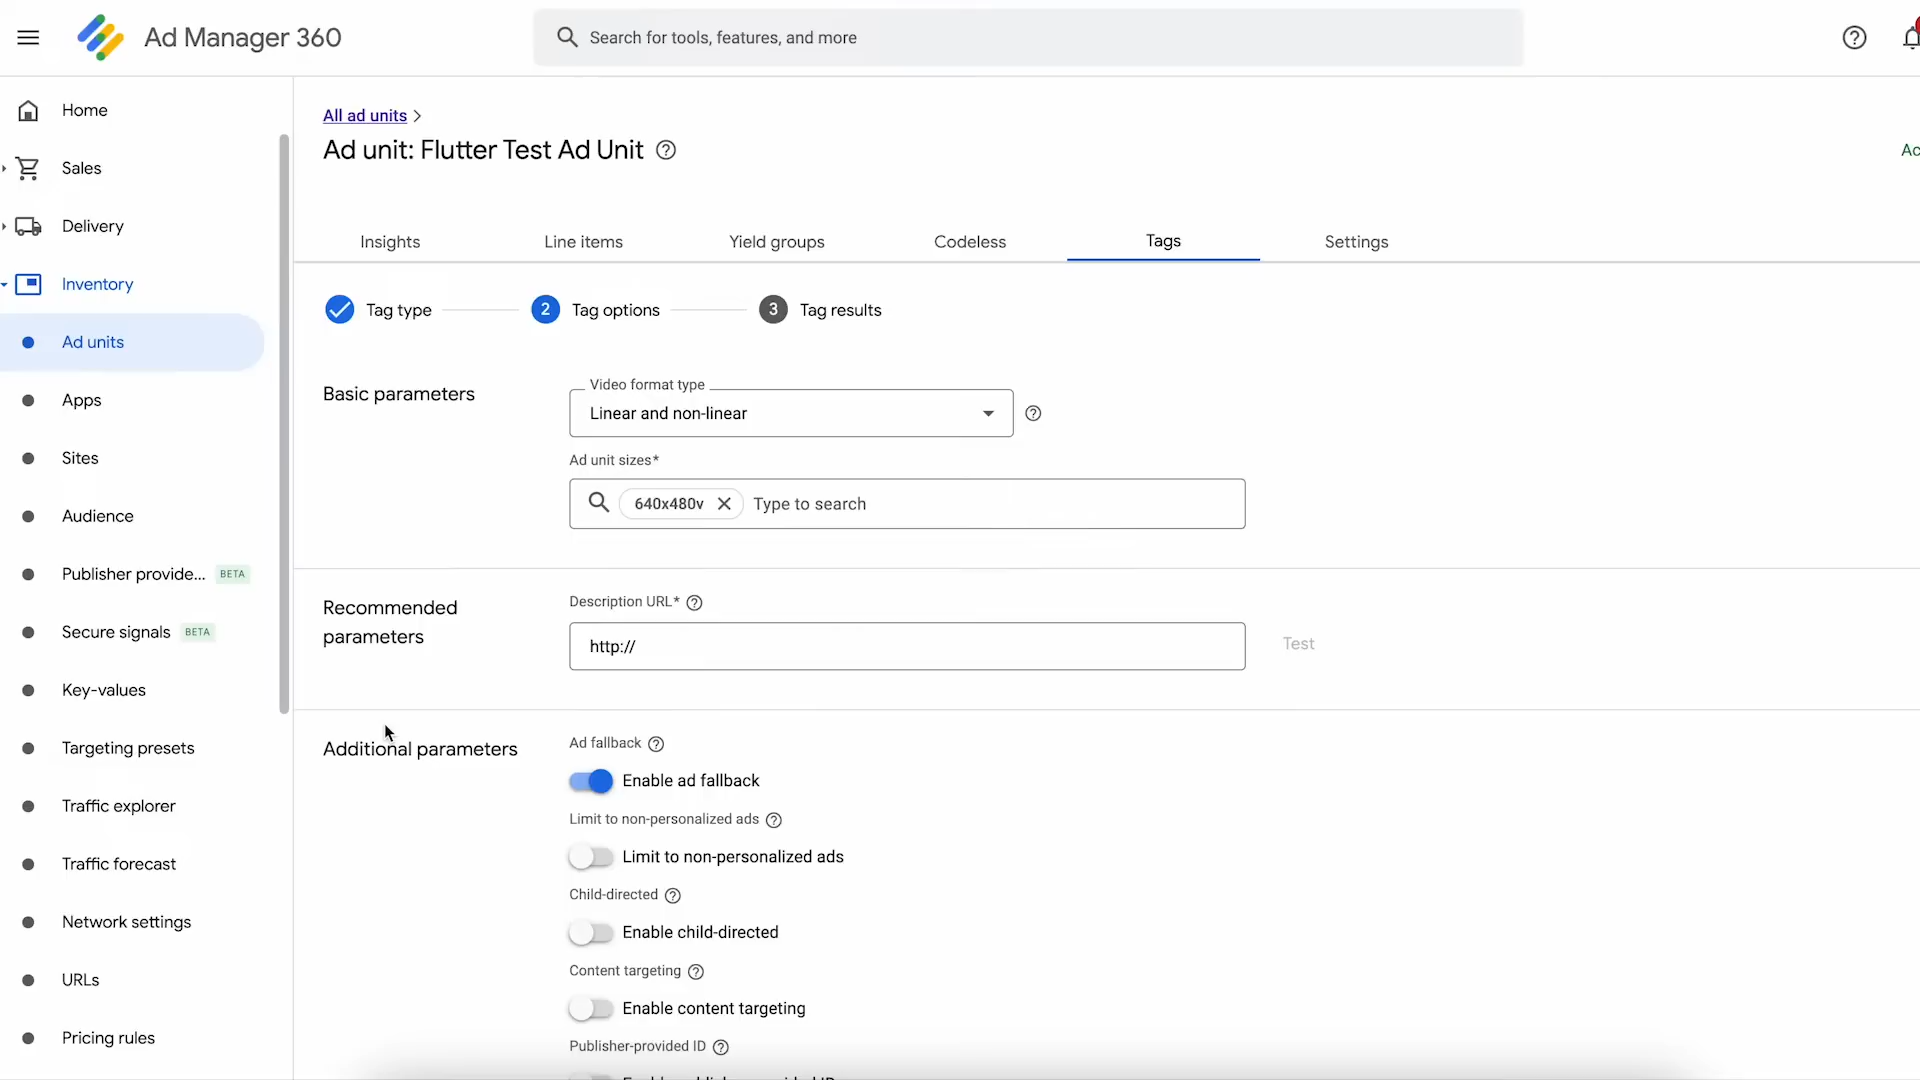 Ad Manager 360
Search for tools, features, and more
Home
Sales
Delivery
Inventory
Ad units
Apps
Sites
Audience
Publisher provide... BETA
Secure signals BETA
Key-values
Targeting presets
Traffic explorer
Traffic forecast
Network settings
URLs
Pricing rules
All ad units
Ad unit: Flutter Test Ad Unit
Ac
Insights
Line items
Yield groups
Codeless
Tags
Settings
Tag type
2 Tag options
3 Tag results
Basic parameters
Video format type
Linear and non-linear
Ad unit sizes*
640x480v Type to search
Recommended
parameters
Description URL*
http://
Test
Additional parameters
Ad fallback
Enable ad fallback
Limit to non-personalized ads
Limit to non-personalized ads
Child-directed
Enable child-directed
Content targeting
Enable content targeting
Publisher-provided ID